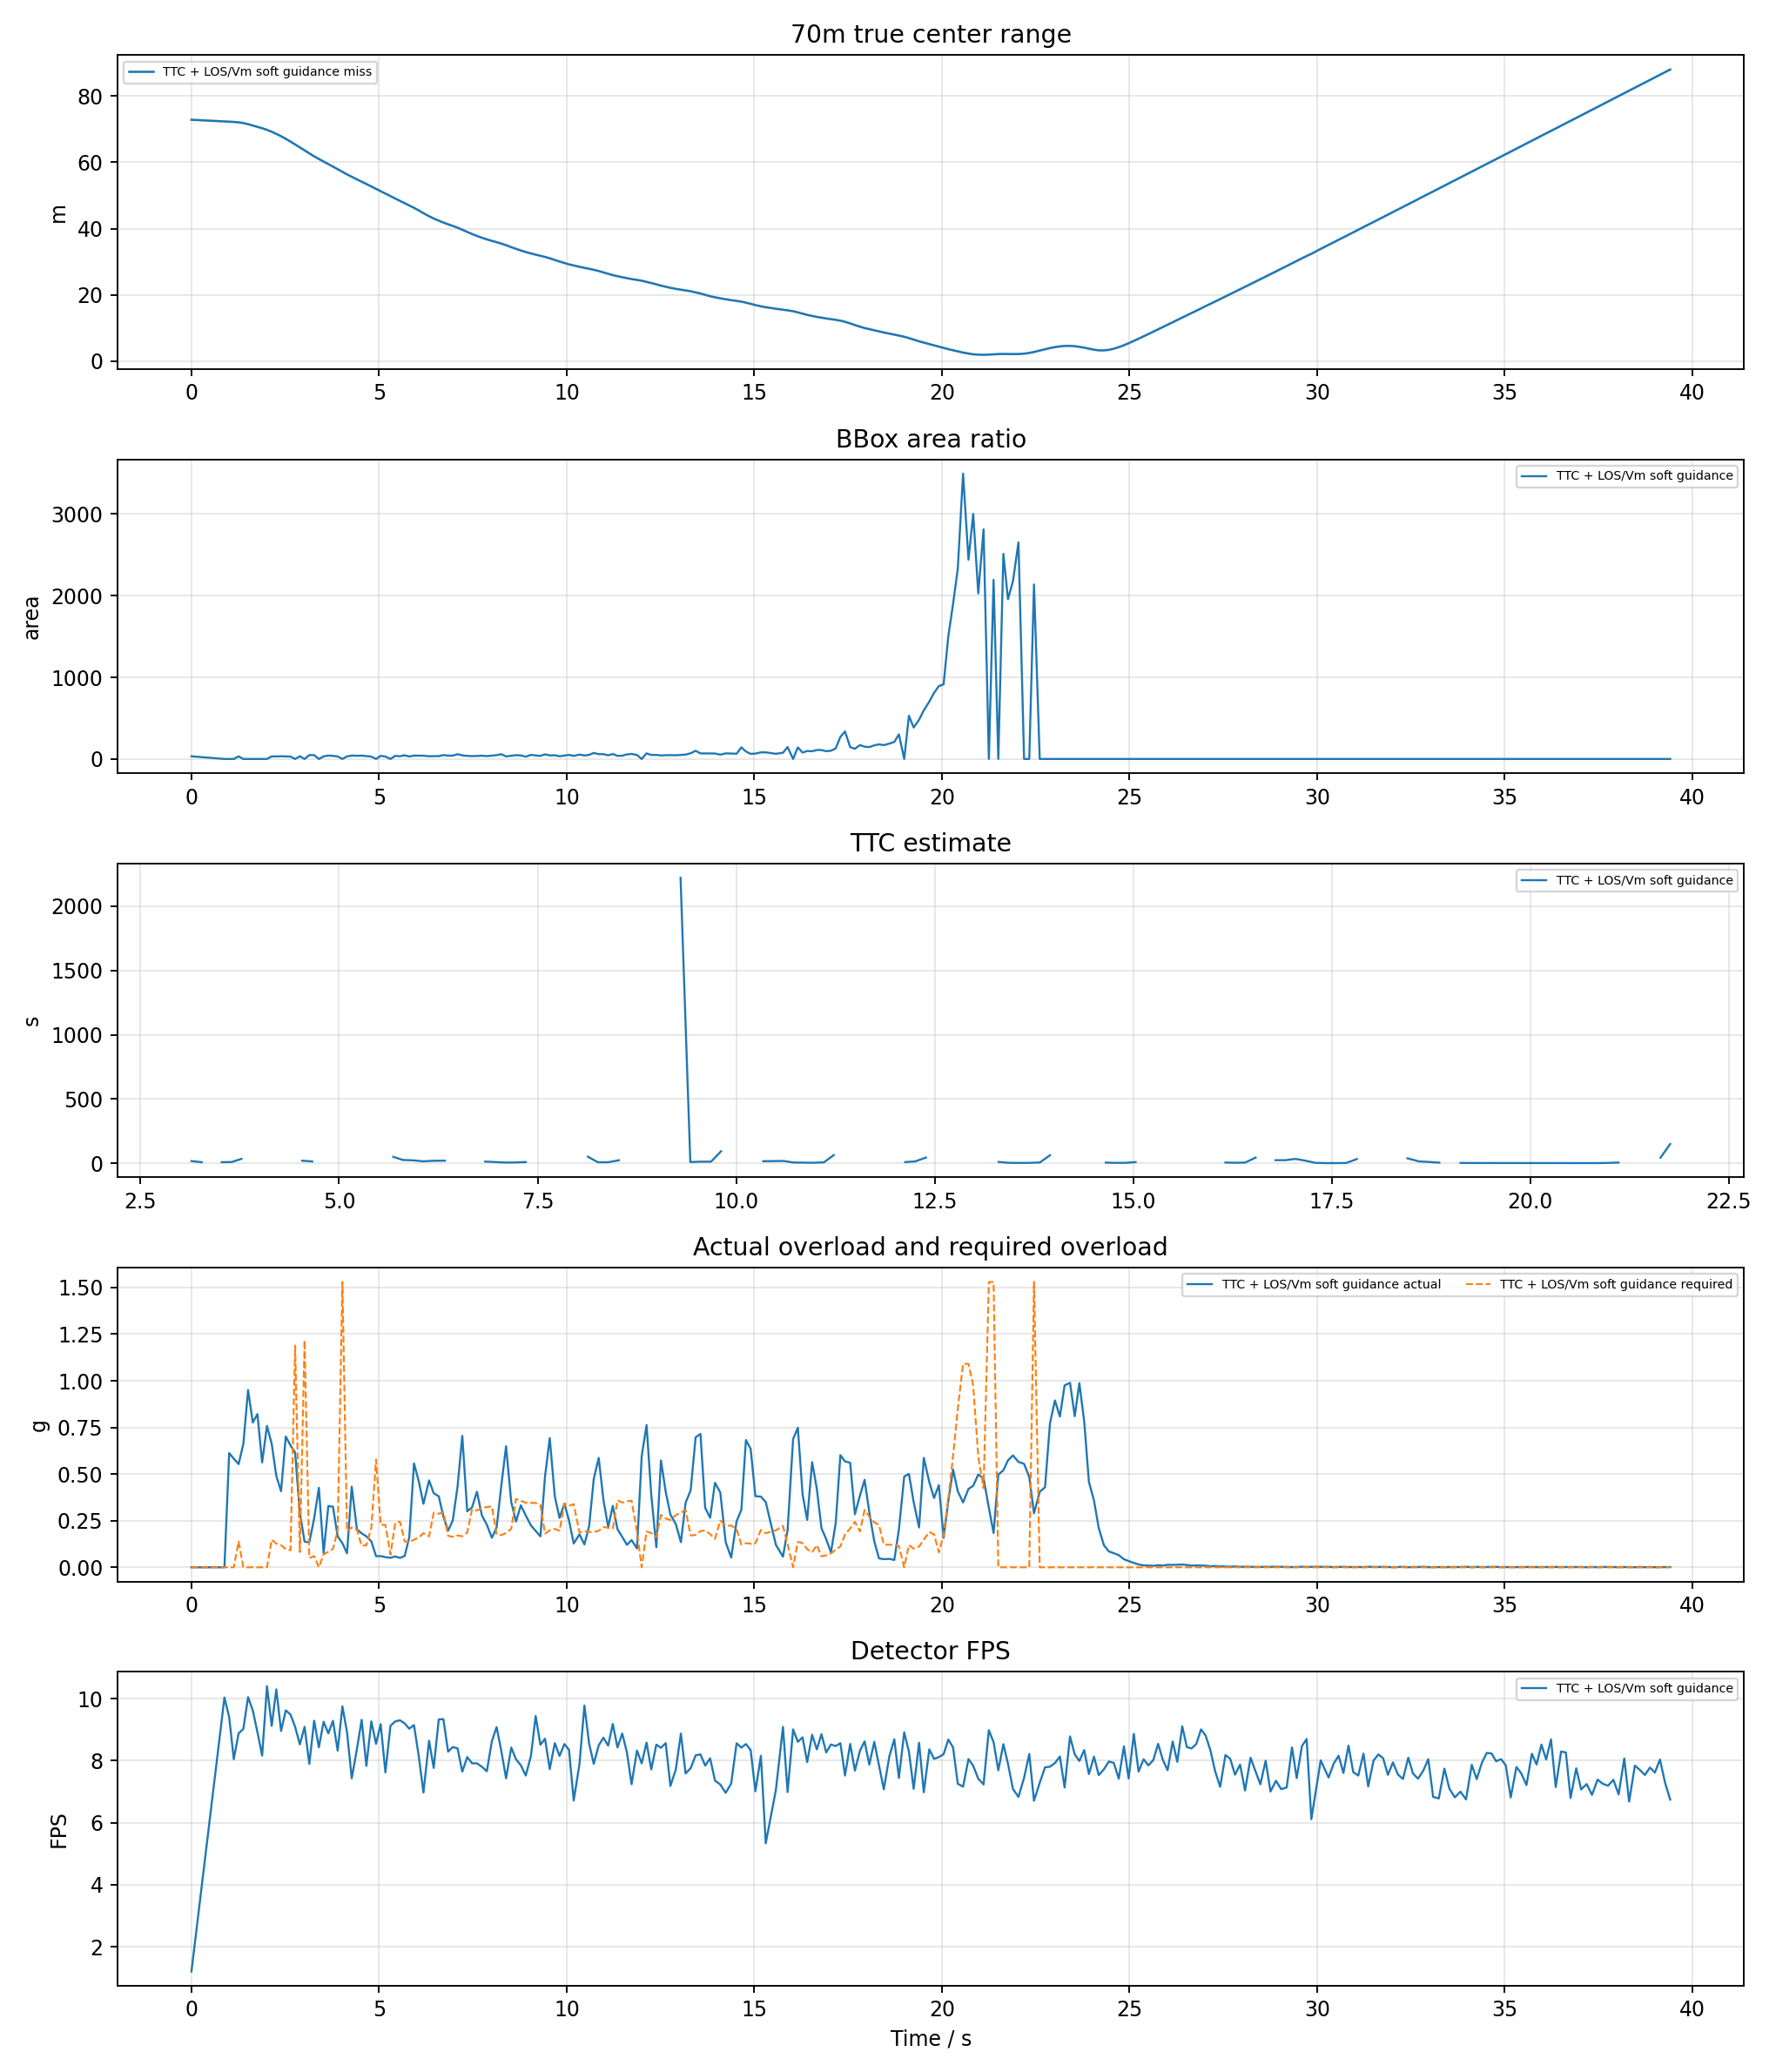 70m true center range
TTC + LOS/Vm soft guidance miss
m
80
60
40
20
0
0 5 10 15 20 25 30 35 40
BBox area ratio
TTC + LOS/Vm soft guidance
area
3000
2000
1000
0
0 5 10 15 20 25 30 35 40
TTC estimate
TTC + LOS/Vm soft guidance
s
2000
1500
1000
500
0
2.5 5.0 7.5 10.0 12.5 15.0 17.5 20.0 22.5
Actual overload and required overload
TTC + LOS/Vm soft guidance actual TTC + LOS/Vm soft guidance required
g
1.50
1.25
1.00
0.75
0.50
0.25
0.00
0 5 10 15 20 25 30 35 40
Detector FPS
TTC + LOS/Vm soft guidance
FPS
10
8
6
4
2
0 5 10 15 20 25 30 35 40
Time / s